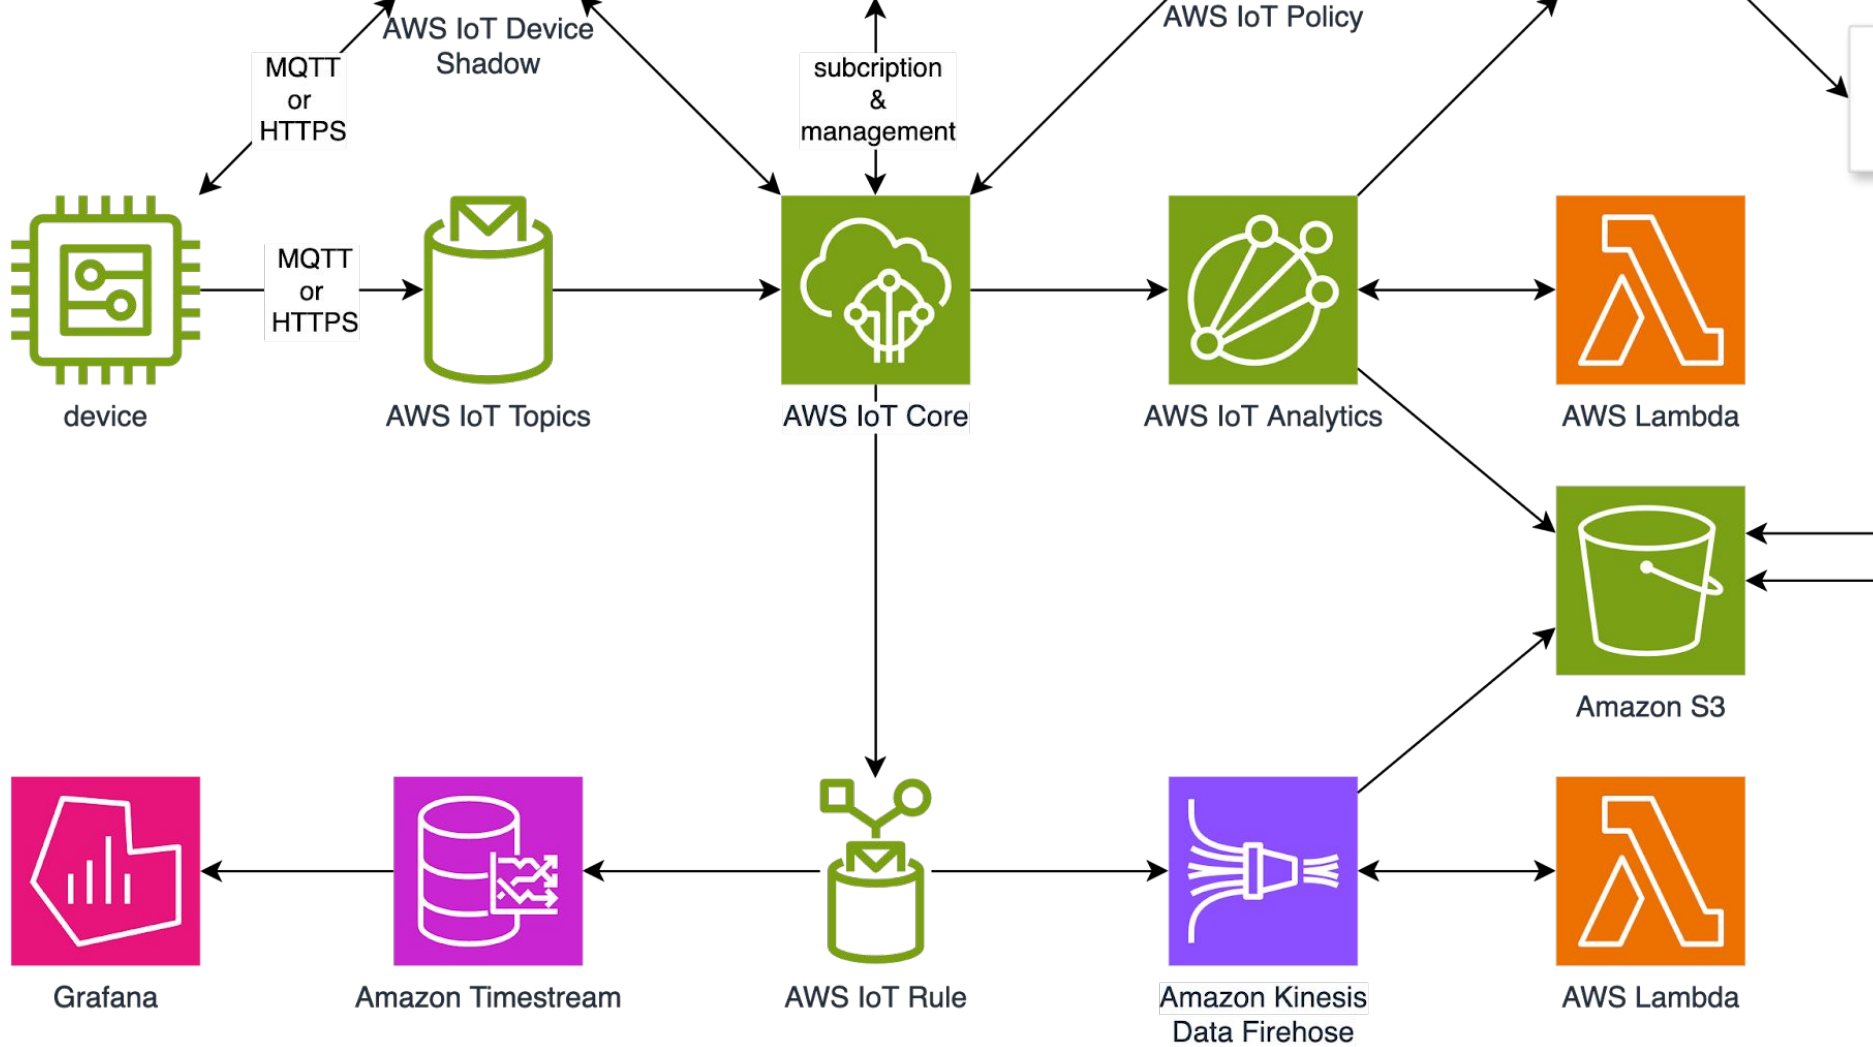 AWS IoT Device
Shadow
AWS IoT Policy
MQTT
or
HTTPS
subcription
&
management
MQTT
or
HTTPS
device
AWS IoT Topics
AWS IoT Core
AWS IoT Analytics
AWS Lambda
Amazon S3
Grafana
Amazon Timestream
AWS IoT Rule
Amazon Kinesis
Data Firehose
AWS Lambda